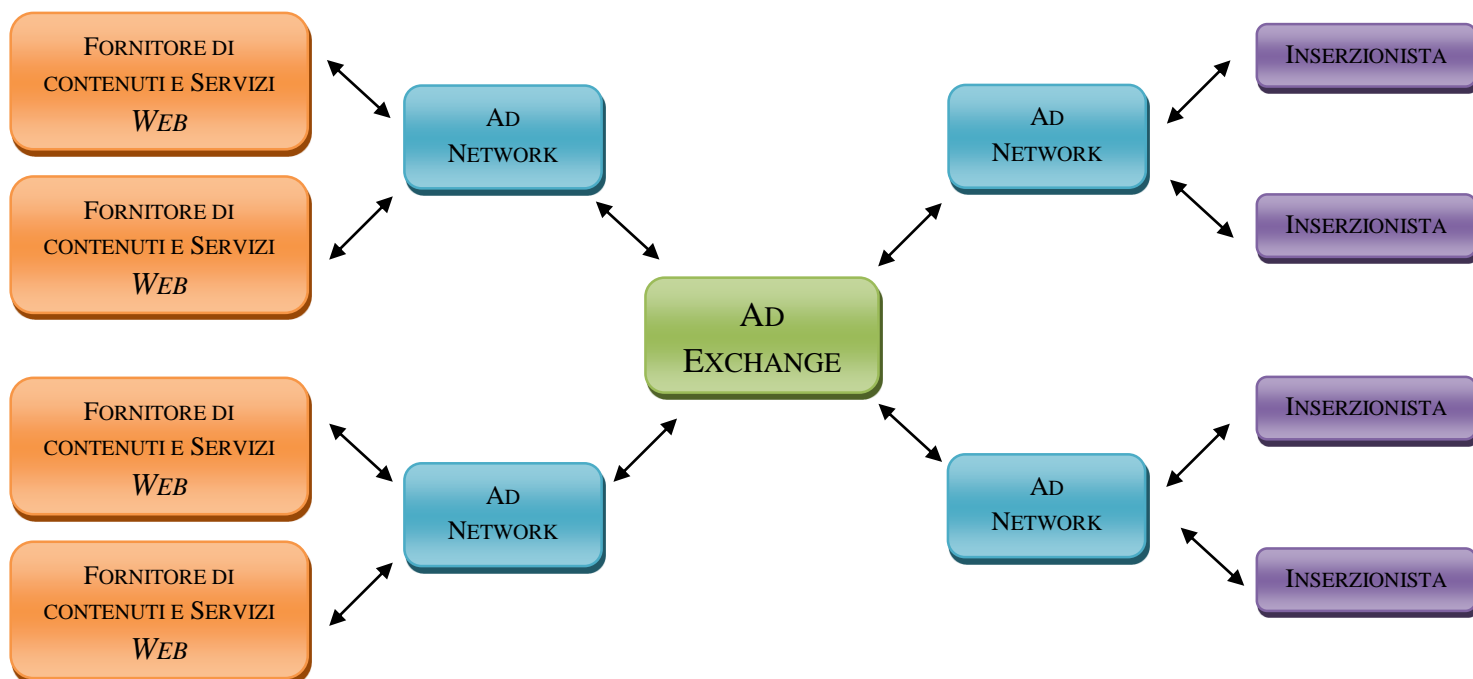 FORNITORE DI
CONTENUTI E SERVIZI
WEB
FORNITORE DI
CONTENUTI E SERVIZI
WEB
FORNITORE DI
CONTENUTI E SERVIZI
WEB
FORNITORE DI
CONTENUTI E SERVIZI
WEB
AD
NETWORK
AD
NETWORK
AD
EXCHANGE
AD
NETWORK
AD
NETWORK
INSERZIONISTA
INSERZIONISTA
INSERZIONISTA
INSERZIONISTA